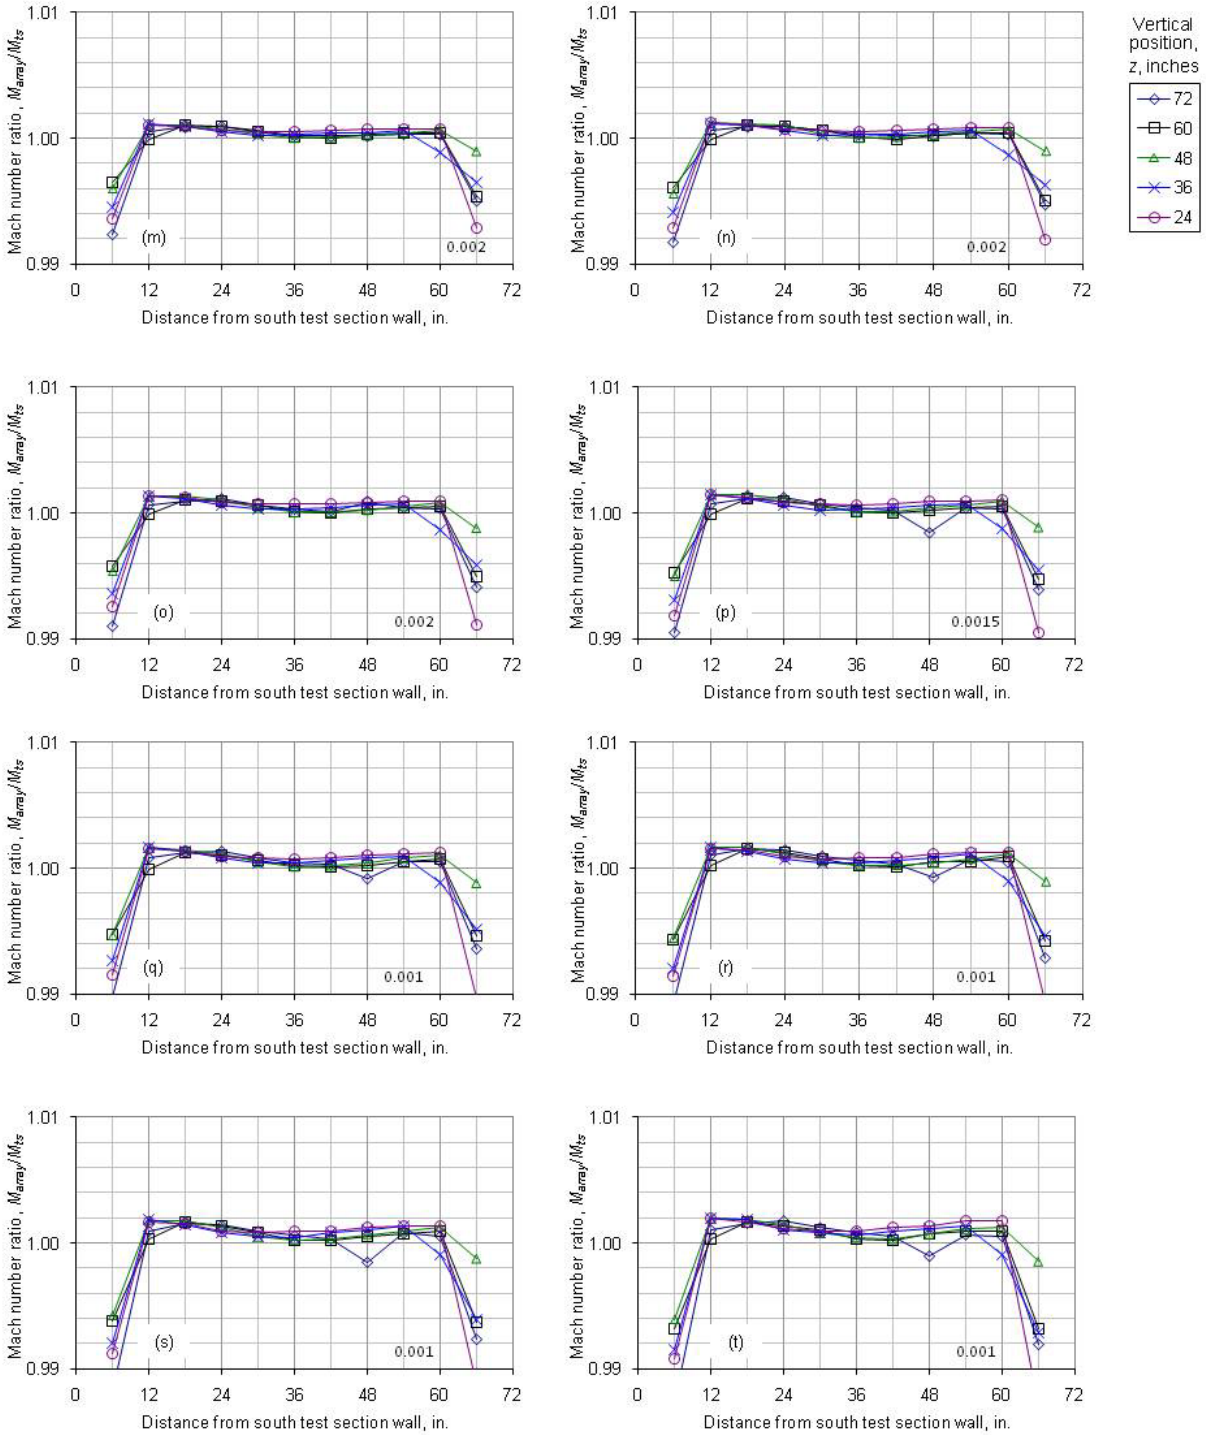 1.01
1.00
0.99
Mach number ratio, Marray/Mts
(m)
0.002
0 12 24 36 48 60 72
Distance from south test section wall, in.
1.01
1.00
0.99
Mach number ratio, Marray/Mts
(n)
0.002
0 12 24 36 48 60 72
Distance from south test section wall, in.
Vertical
position,
z, inches
72
60
48
36
24
1.01
1.00
0.99
Mach number ratio, Marray/Mts
(o)
0.002
0 12 24 36 48 60 72
Distance from south test section wall, in.
1.01
1.00
0.99
Mach number ratio, Marray/Mts
(p)
0.0015
0 12 24 36 48 60 72
Distance from south test section wall, in.
1.01
1.00
0.99
Mach number ratio, Marray/Mts
(q)
0.001
0 12 24 36 48 60 72
Distance from south test section wall, in.
1.01
1.00
0.99
Mach number ratio, Marray/Mts
(r)
0.001
0 12 24 36 48 60 72
Distance from south test section wall, in.
1.01
1.00
0.99
Mach number ratio, Marray/Mts
(s)
0.001
0 12 24 36 48 60 72
Distance from south test section wall, in.
1.01
1.00
0.99
Mach number ratio, Marray/Mts
(t)
0.001
0 12 24 36 48 60 72
Distance from south test section wall, in.